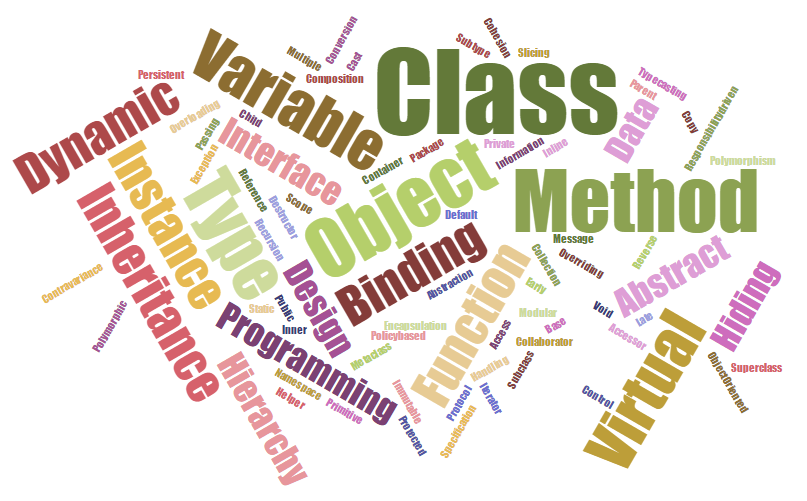 Conversion
Cohesion
Multiple
Cast
Subtype
Slicing
Variable
Class
Persistent
Composition
Typecasting
Parent
Dynamic
Overloading
Child
Passing
Interface
Data
Copy
Responsibilitydriven
Package
Private
Information
Inline
Instance
Exception
Container
Object
Polymorphism
Type
Reference
Scope
Method
Inheritance
Destructor
Recursion
Default
Binding
Message
Reverse
Abstract
Contravariance
Design
Abstraction
Collection
Overriding
Hiding
Static
Public
Function
Early
Polymorphic
Programming
Inner
Encapsulation
Policybased
Modular
Void
Late
Accessor
Virtual
Metaclass
Access
Base
Collaborator
Hierarchy
Namespace
Helper
Primitive
Immutable
Handling
Subclass
Superclass
ObjectOriented
Protected
Protocol
Iterator
Specification
Control